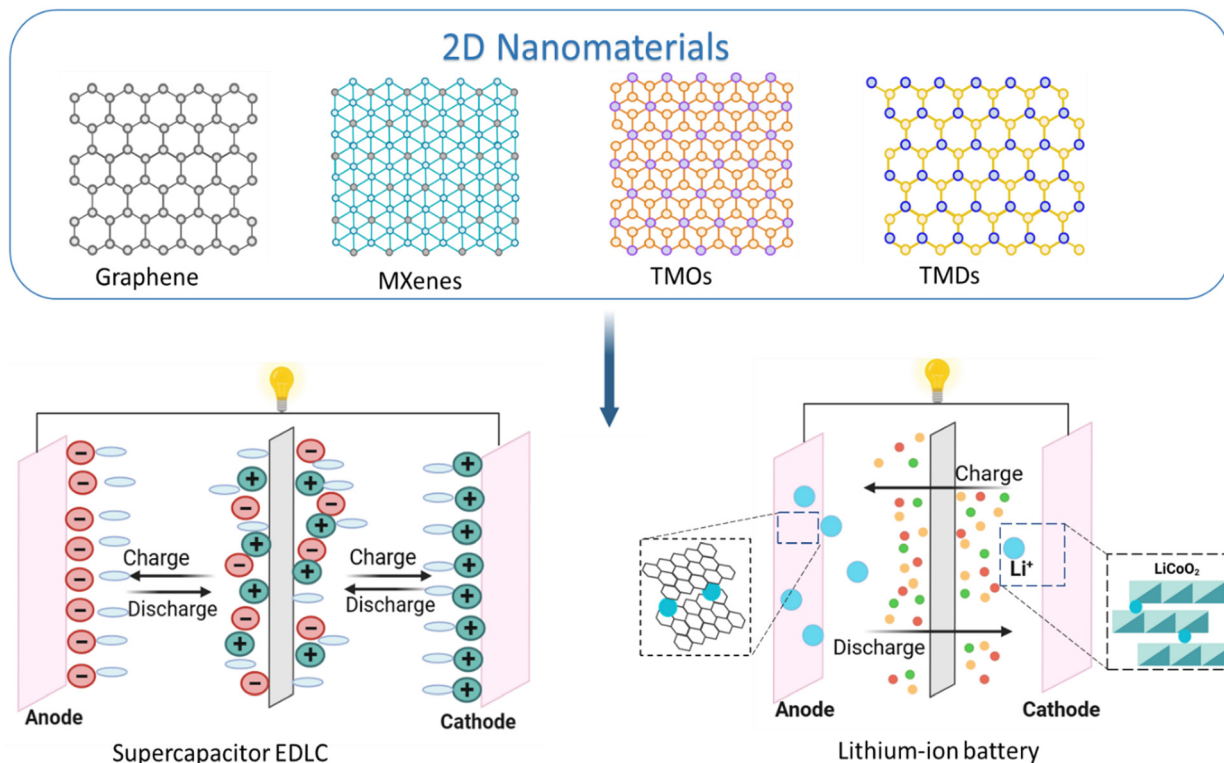 2D Nanomaterials
Graphene
MXenes
TMOs
TMDs
Charge
Discharge
Charge
Discharge
Anode
Cathode
Supercapacitor EDLC
Charge
Li⁺
LiCoO₂
Discharge
Anode
Cathode
Lithium-ion battery